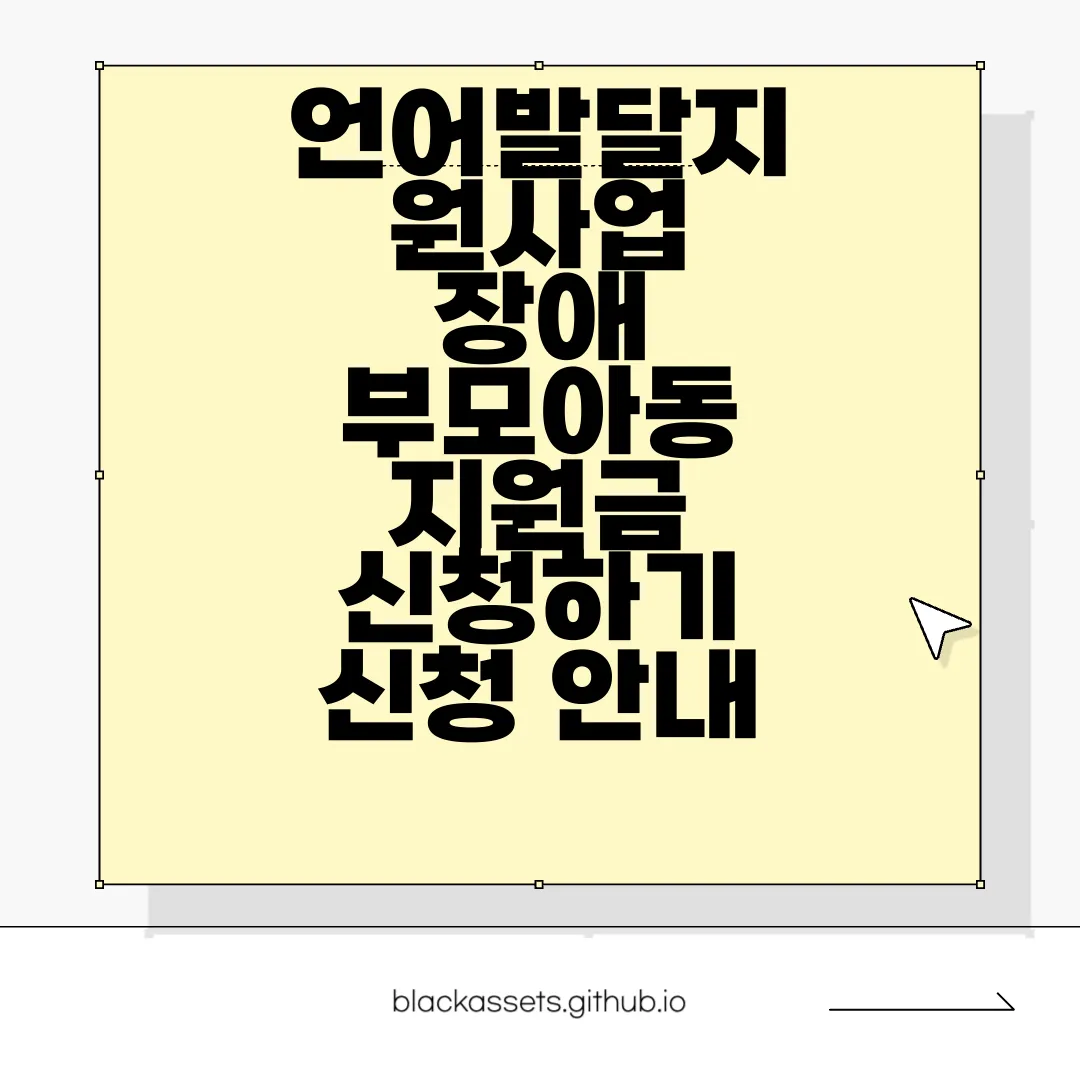 언어발달지
원사업
장애
부모아동
지원금
신청하기
신청 안내
blackassets.github.io